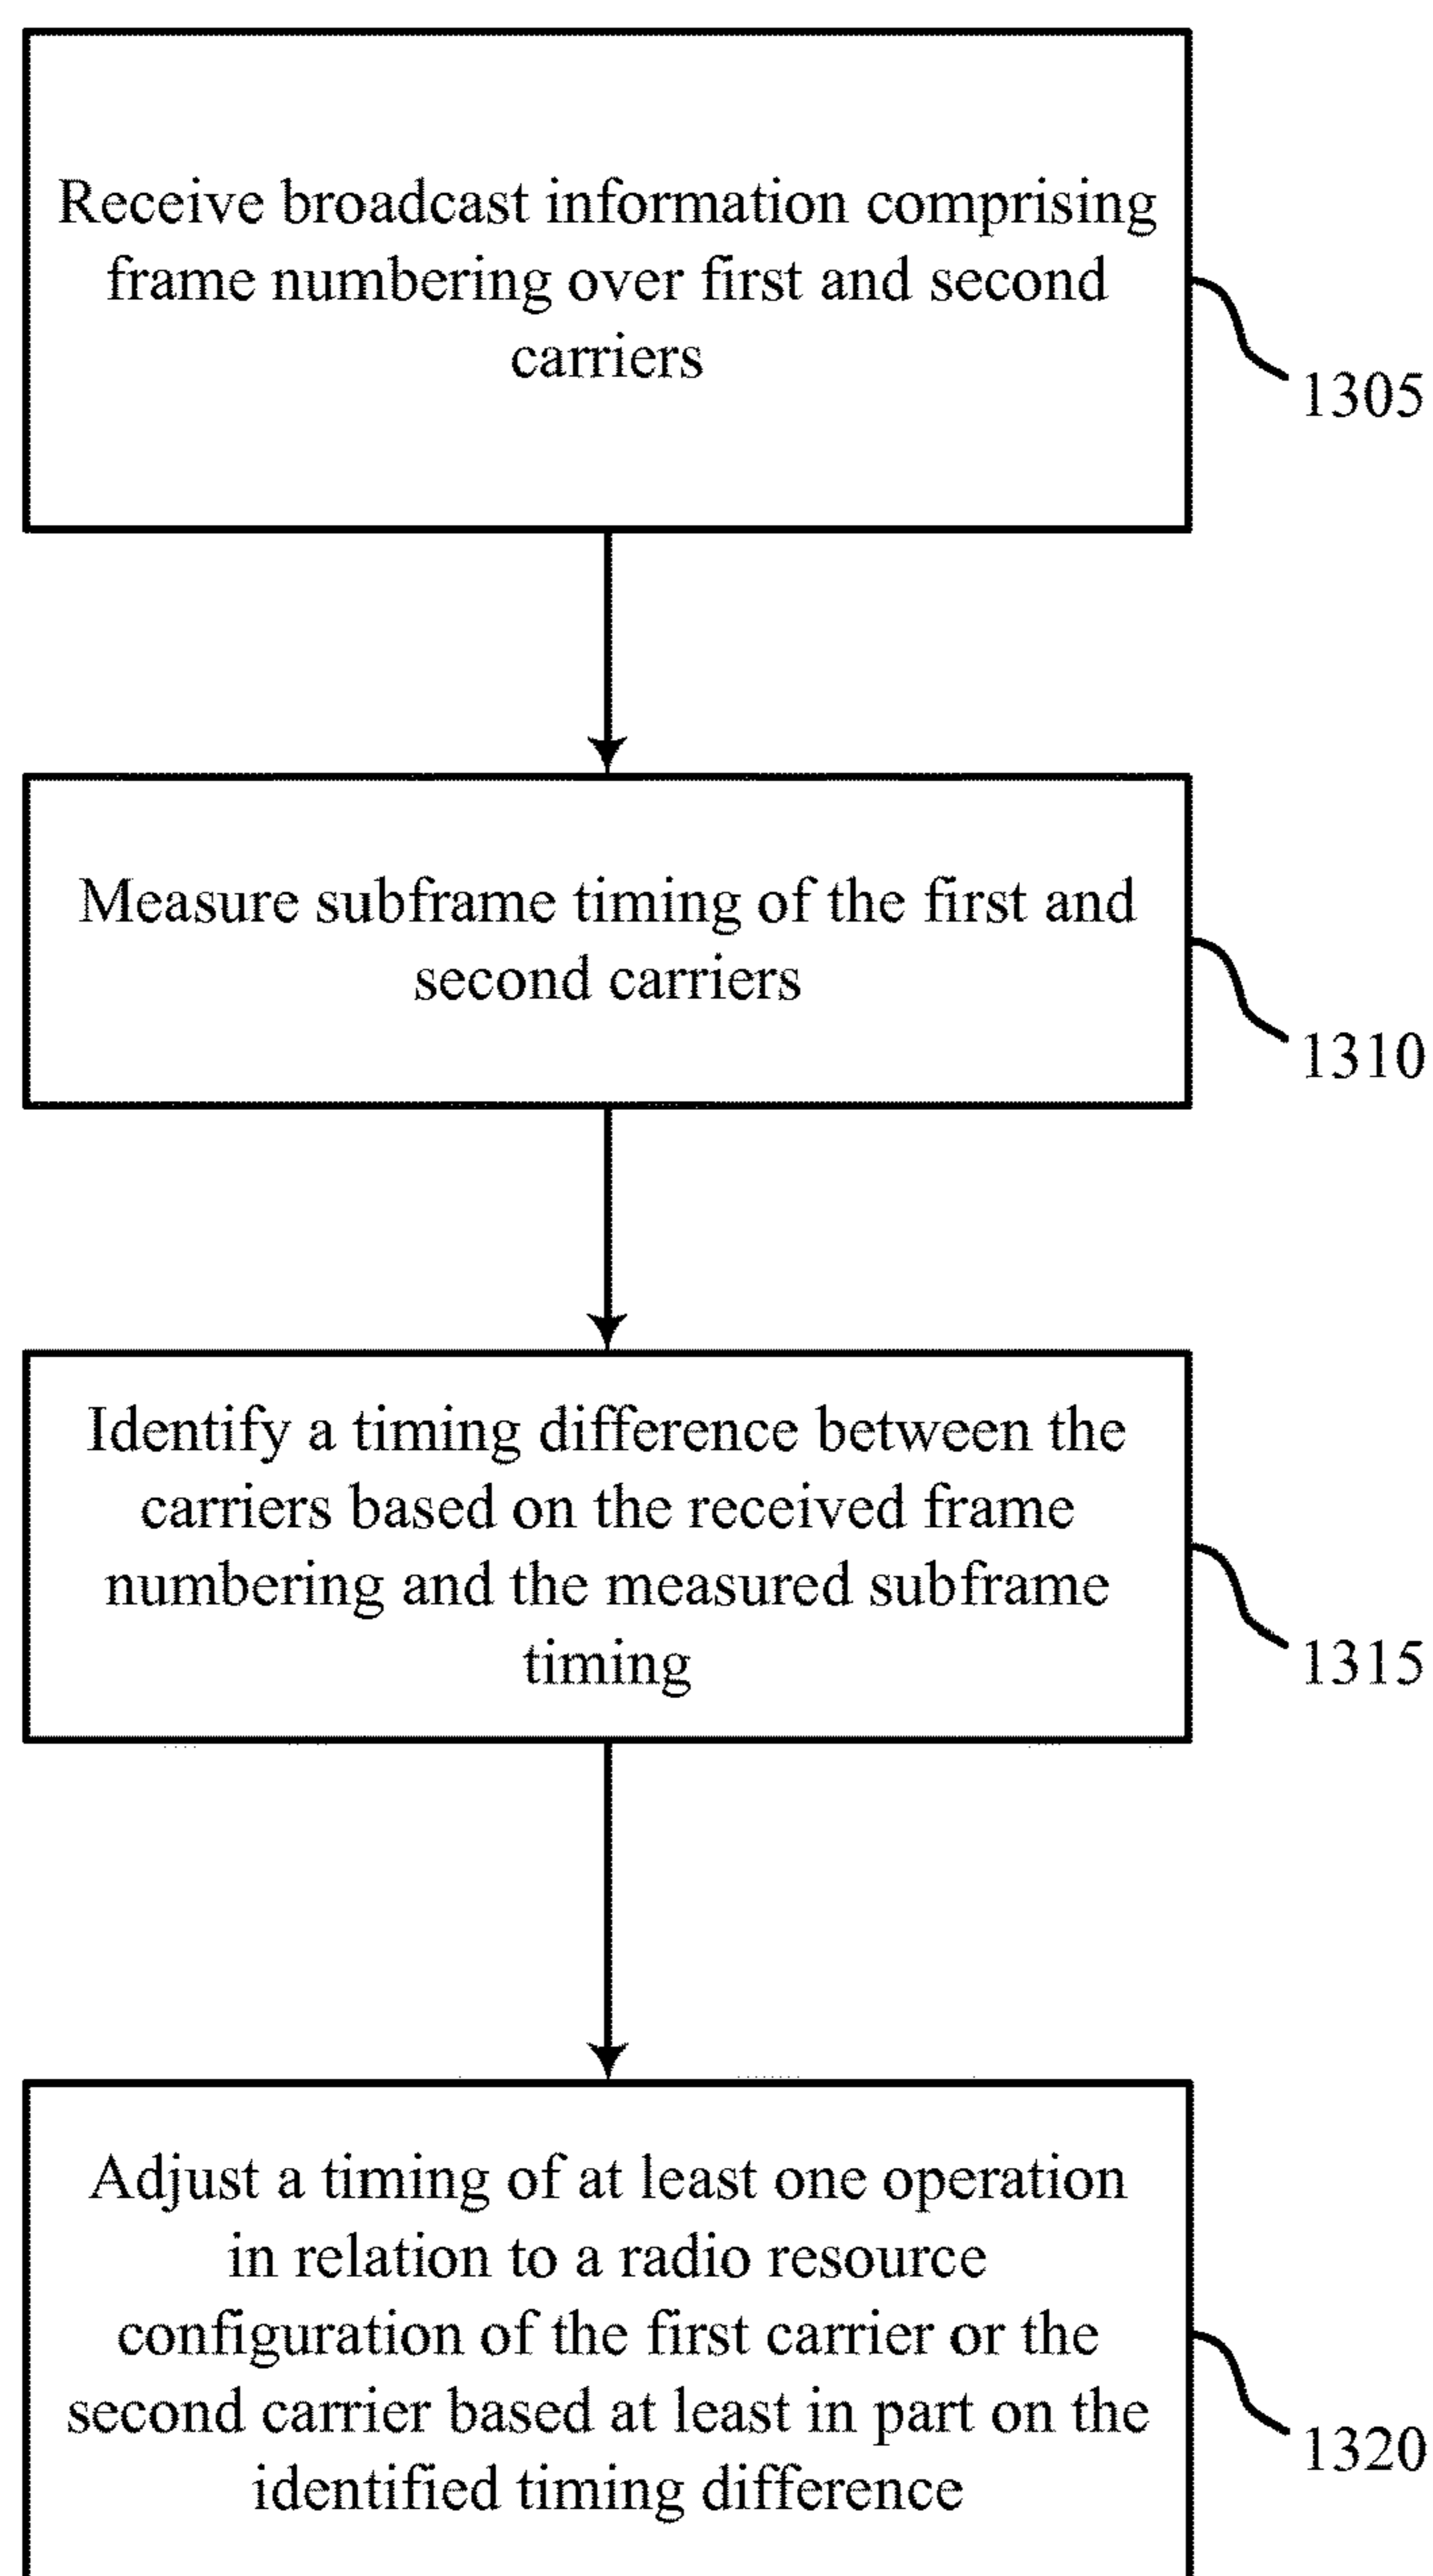 Receive broadcast information comprising
frame numbering over first and second
carriers
1305
Measure subframe timing of the first and
second carriers
1310
Identify a timing difference between the
carriers based on the received frame
numbering and the measured subframe
timing
1315
Adjust a timing of at least one operation
in relation to a radio resource
configuration of the first carrier or the
second carrier based at least in part on the
identified timing difference
1320